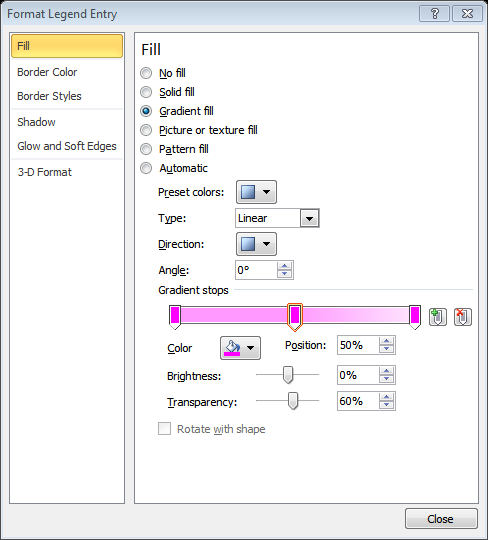 Format Legend Entry
Fill
Border Color
Border Styles
Shadow
Glow and Soft Edges
3-D Format
Fill
No fill
Solid fill
Gradient fill
Picture or texture fill
Pattern fill
Automatic
Preset colors:
Type: Linear
Direction:
Angle: 0°
Gradient stops
Color Position: 50%
Brightness: 0%
Transparency: 60%
Rotate with shape
Close